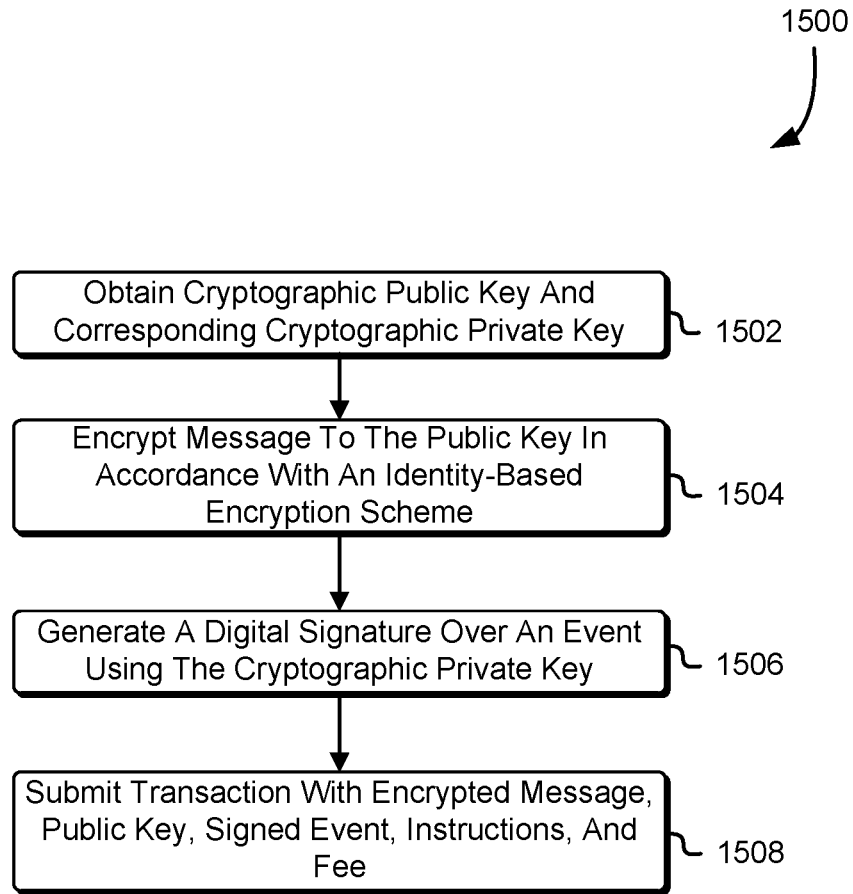 1500
Obtain Cryptographic Public Key And
Corresponding Cryptographic Private Key
1502
Encrypt Message To The Public Key In
Accordance With An Identity-Based
Encryption Scheme
1504
Generate A Digital Signature Over An Event
Using The Cryptographic Private Key
1506
Submit Transaction With Encrypted Message,
Public Key, Signed Event, Instructions, And
Fee
1508